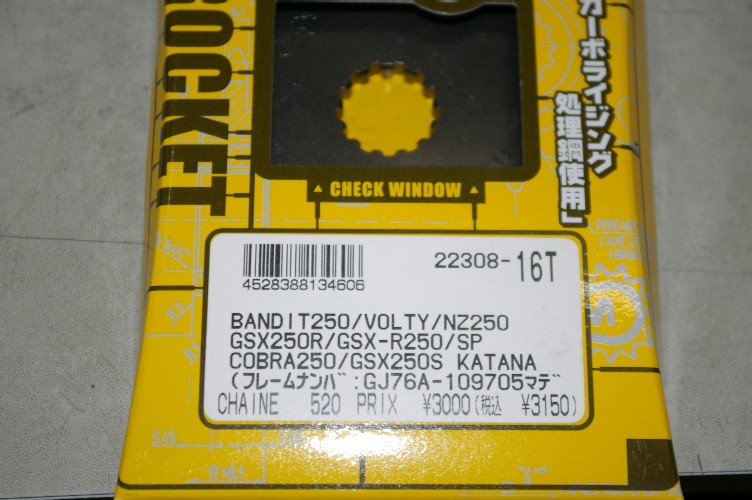 OCKET
カーボライジング
処理鋼使用」
▲ CHECK WINDOW ▲
22308-16T
4528388134606
BANDIT250/VOLTY/NZ250
GSX250R/GSX-R250/SP
COBRA250/GSX250S KATANA
(フレームナンバ゛:GJ76A-109705マデ
CHAINE 520 PRIX ¥3000(税込 ¥3150)
5.45